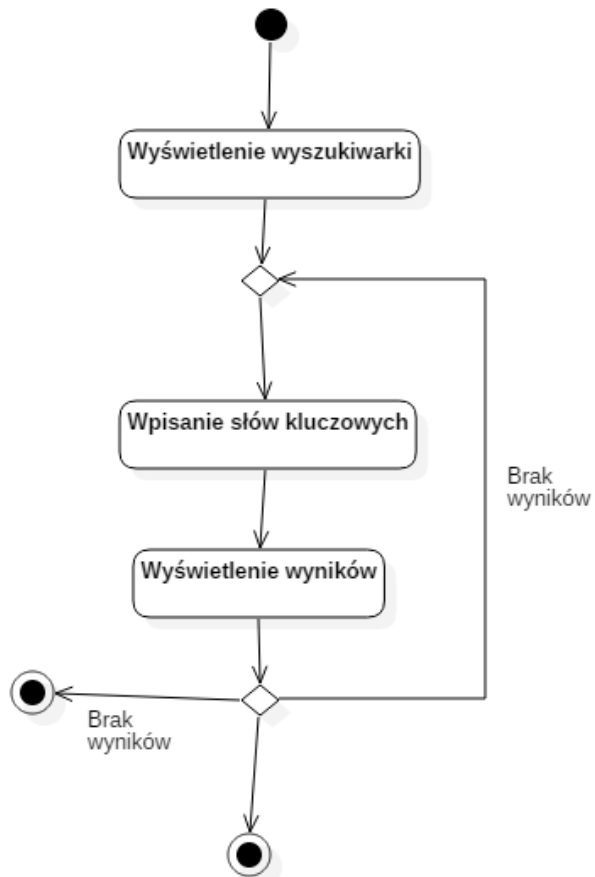 Wyświetlenie wyszukiwarki
Wpisanie słów kluczowych
Brak
wyników
Wyświetlenie wyników
Brak
wyników